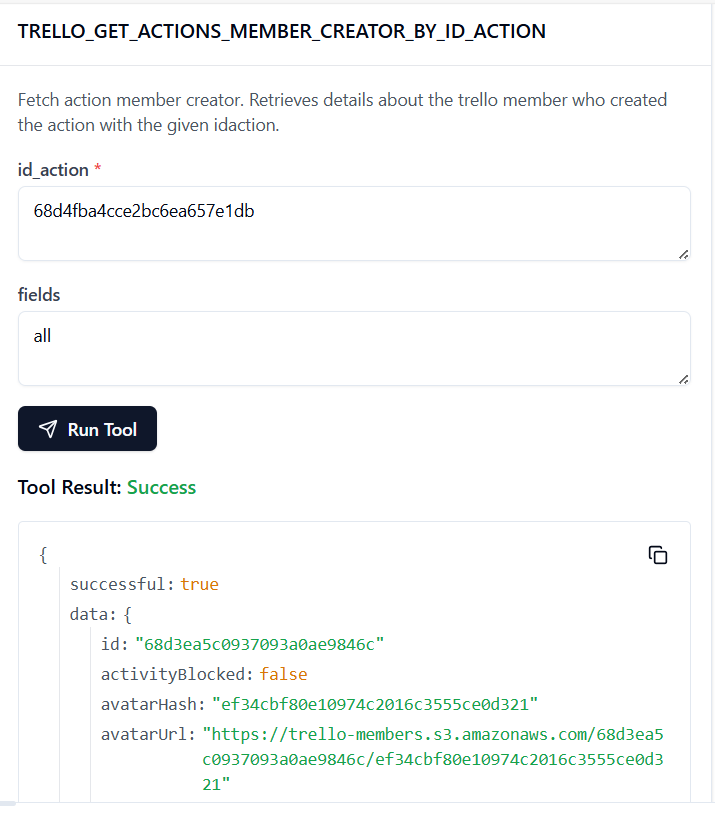 TRELLO_GET_ACTIONS_MEMBER_CREATOR_BY_ID_ACTION
Fetch action member creator. Retrieves details about the trello member who created
the action with the given idaction.
id_action *
68d4fba4cce2bc6ea657e1db
fields
all
Run Tool
Tool Result: Success
{
successful: true
data: {
id: "68d3ea5c0937093a0ae9846c"
activityBlocked: false
avatarHash: "ef34cbf80e10974c2016c3555ce0d321"
avatarUrl: "https://trello-members.s3.amazonaws.com/68d3ea5
c0937093a0ae9846c/ef34cbf80e10974c2016c3555ce0d3
21"